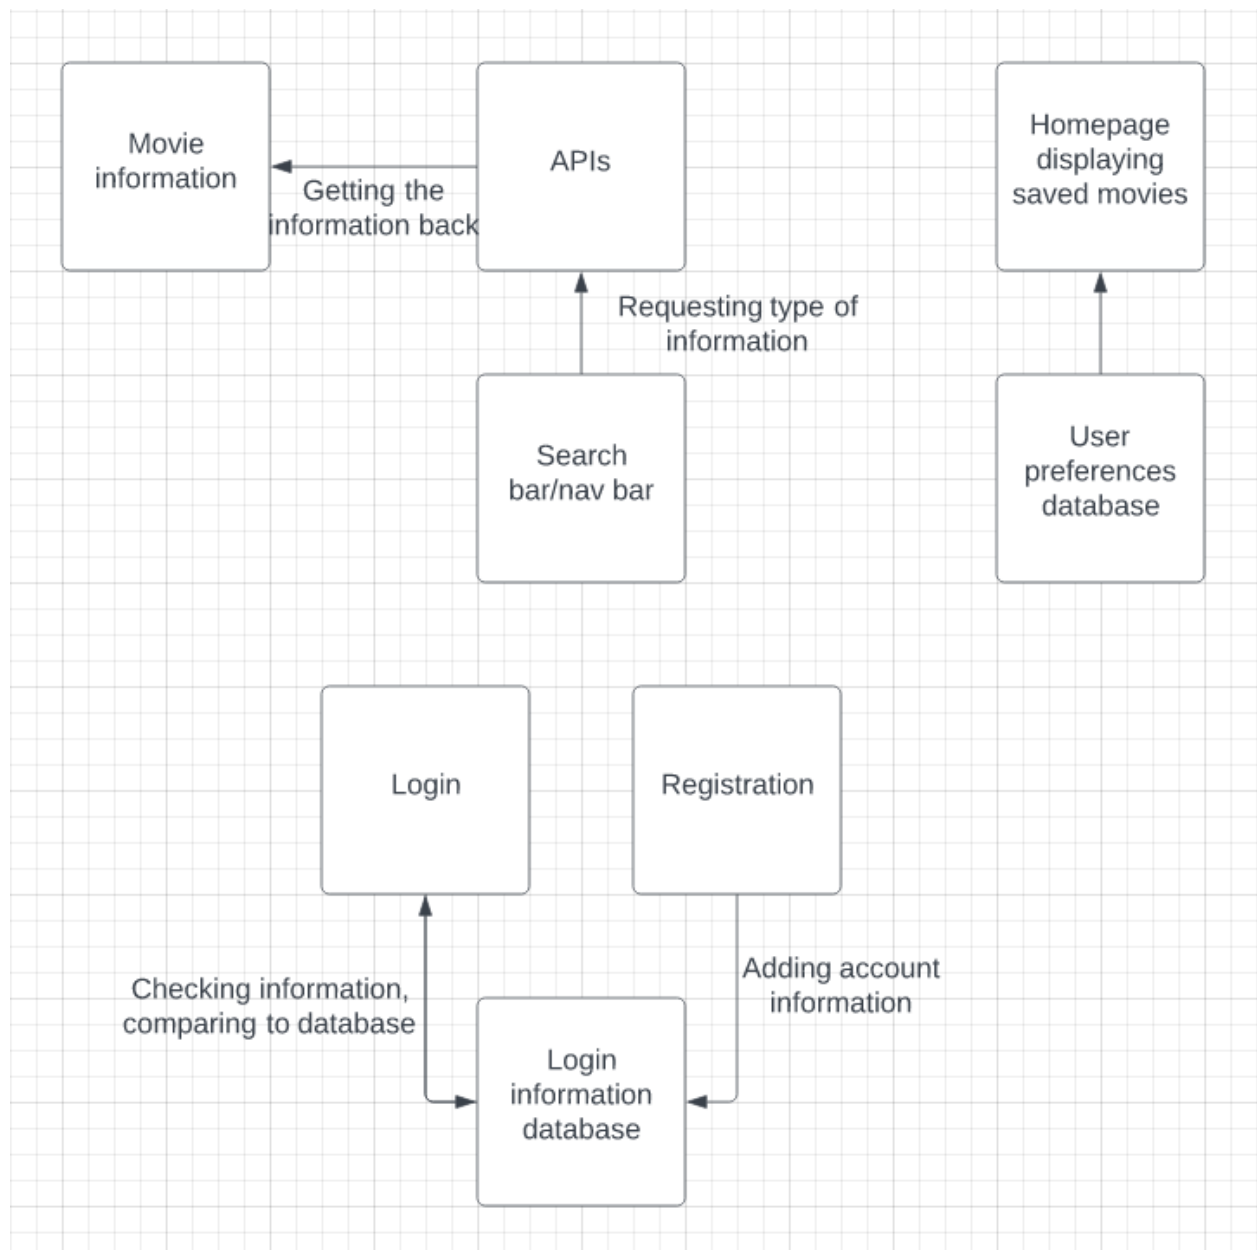 Movie
information
Getting the
information back
APIs
Homepage
displaying
saved movies
Requesting type of
information
Search
bar/nav bar
User
preferences
database
Login
Registration
Checking information,
comparing to database
Adding account
information
Login
information
database